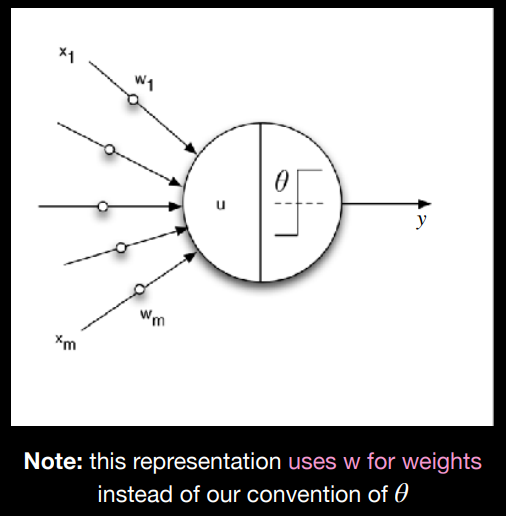 x1
w1
θ
u
y
wm
xm
Note: this representation uses w for weights
instead of our convention of θ